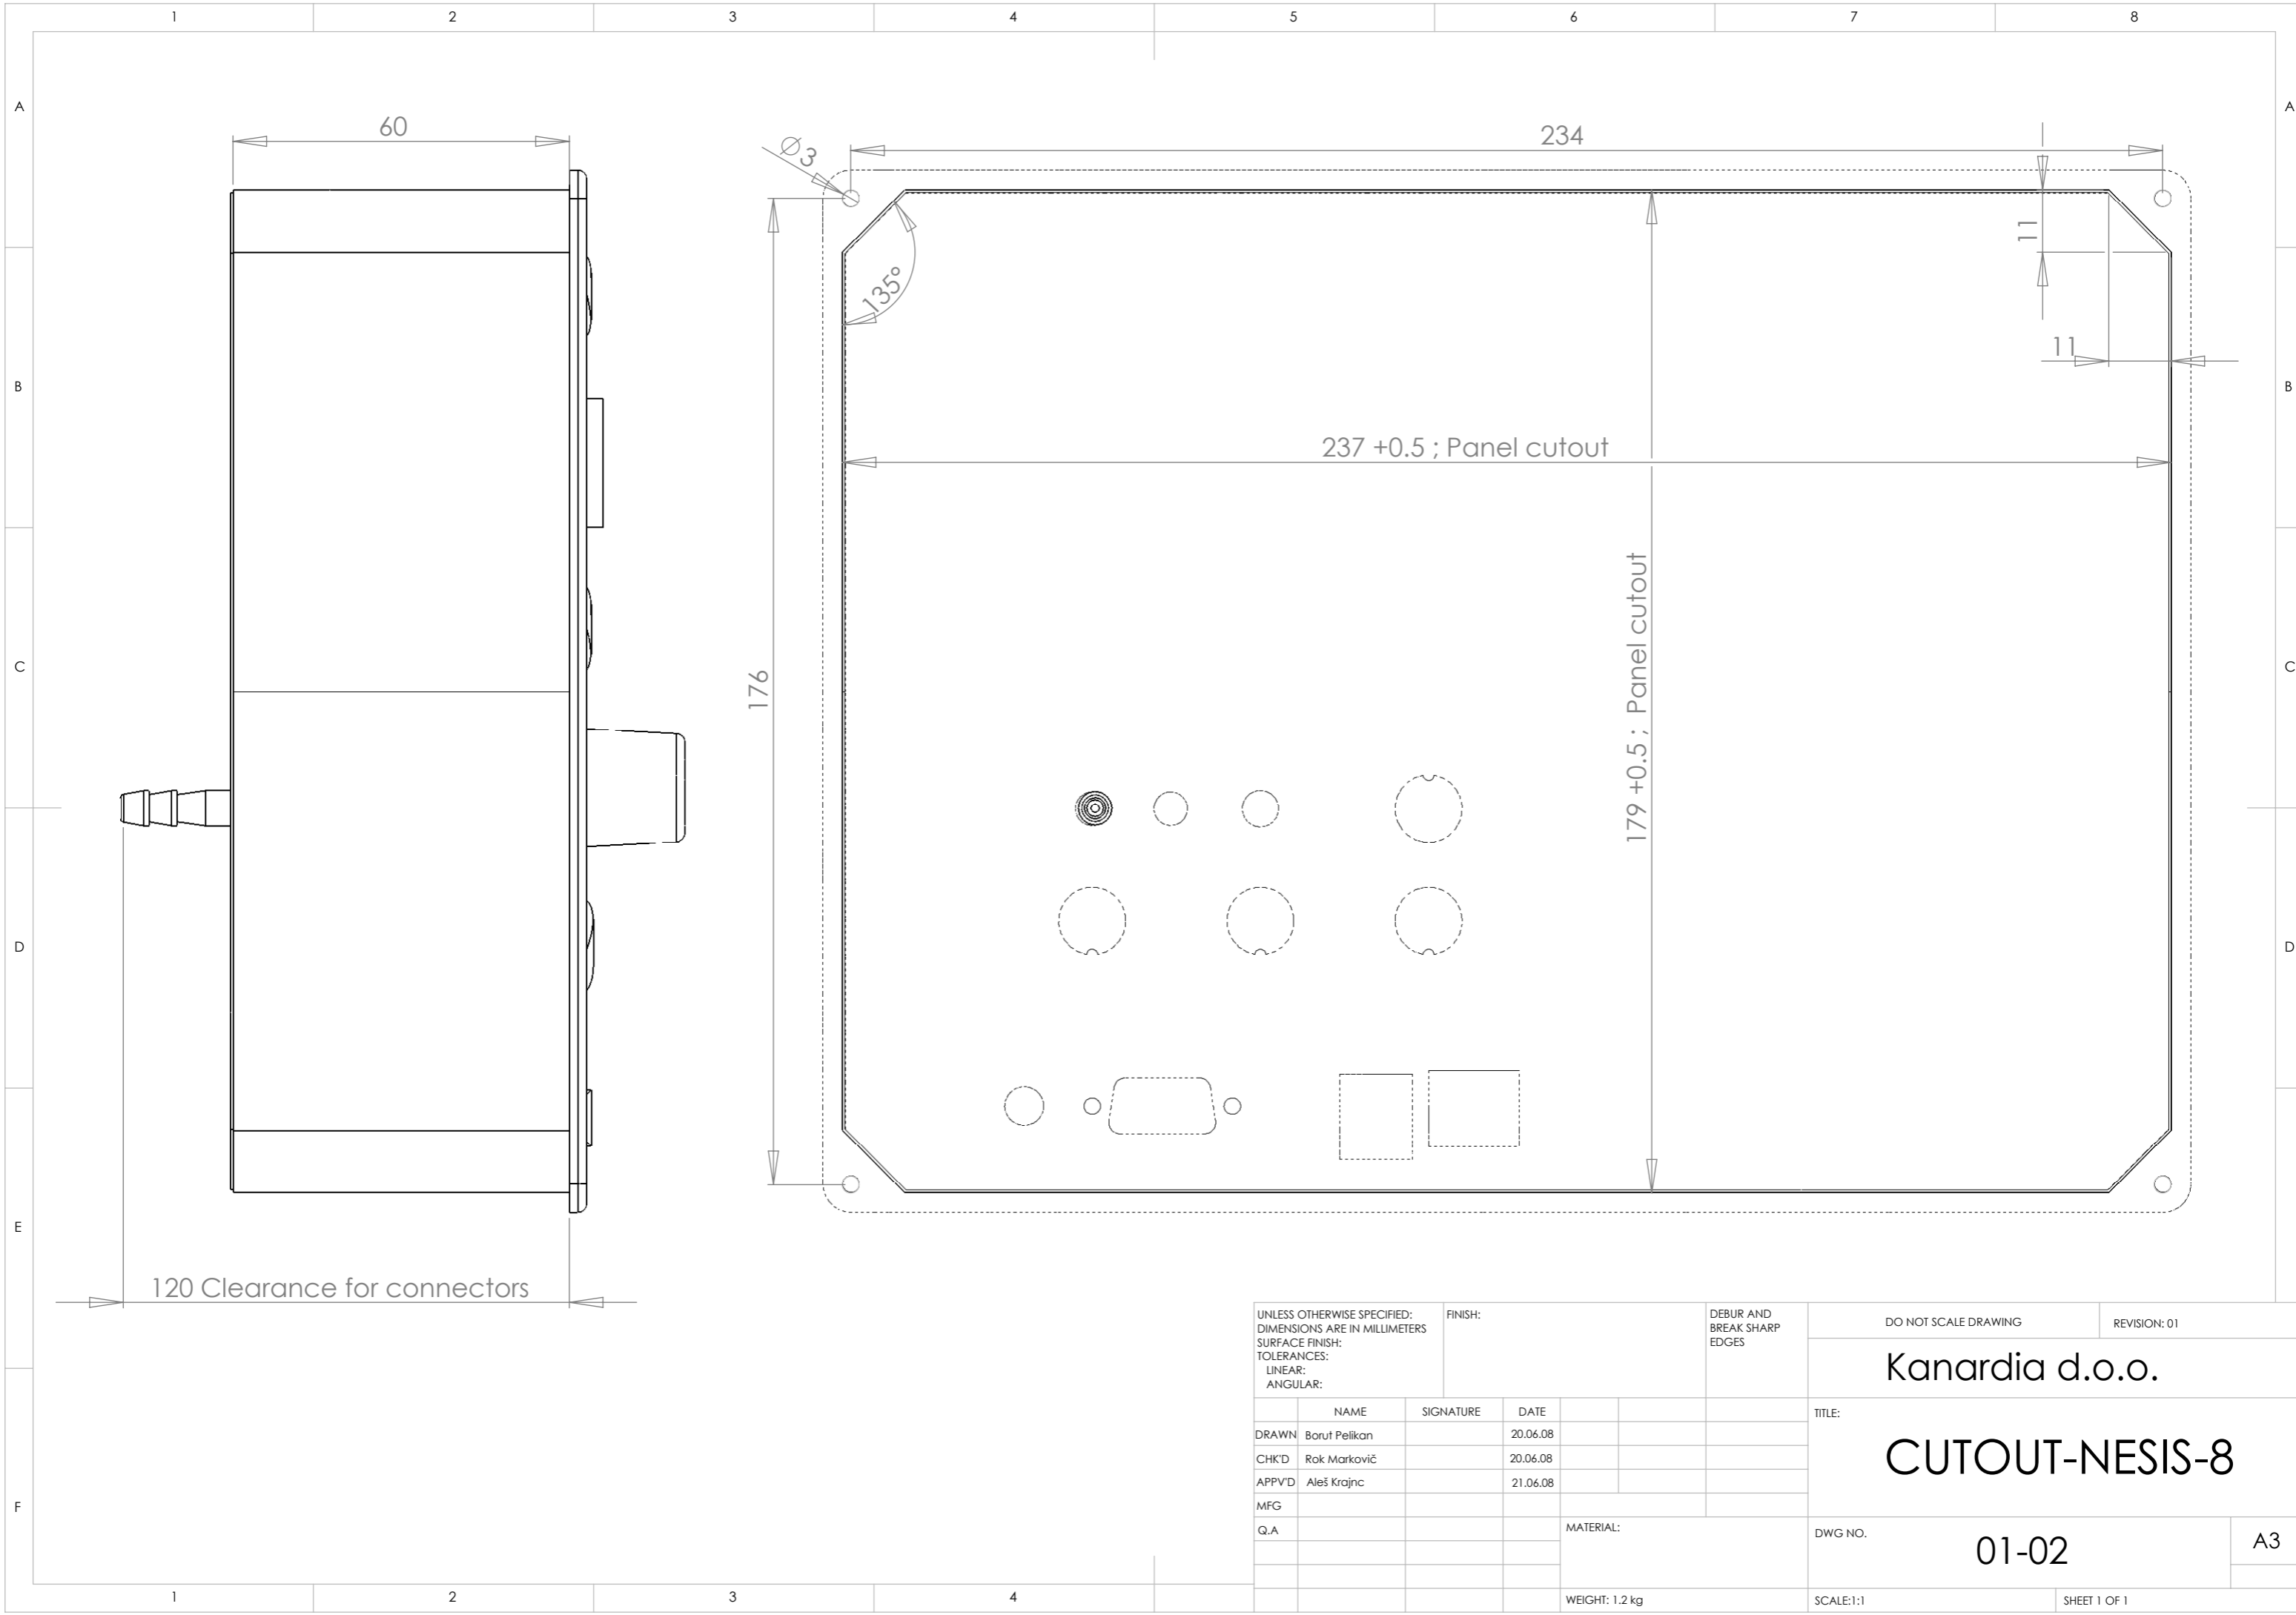 1 2 3 4 5 6 7 8
A A
60
234
⌀3
11
135°
B B
11
237 +0.5 ; Panel cutout
179 +0.5 ; Panel cutout
C C
176
D D
E
120 Clearance for connectors
UNLESS OTHERWISE SPECIFIED:
DIMENSIONS ARE IN MILLIMETERS
SURFACE FINISH:
TOLERANCES:
LINEAR:
ANGULAR:
FINISH:
DEBUR AND
BREAK SHARP
EDGES
DO NOT SCALE DRAWING
REVISION: 01
Kanardia d.o.o.
NAME SIGNATURE DATE
DRAWN Borut Pelikan 20.06.08
CHK'D Rok Markovič 20.06.08
APPV'D Aleš Krajnc 21.06.08
MFG
Q.A
MATERIAL:
WEIGHT: 1.2 kg
TITLE:
CUTOUT-NESIS-8
DWG NO.
01-02
A3
SCALE:1:1
SHEET 1 OF 1
F
1 2 3 4